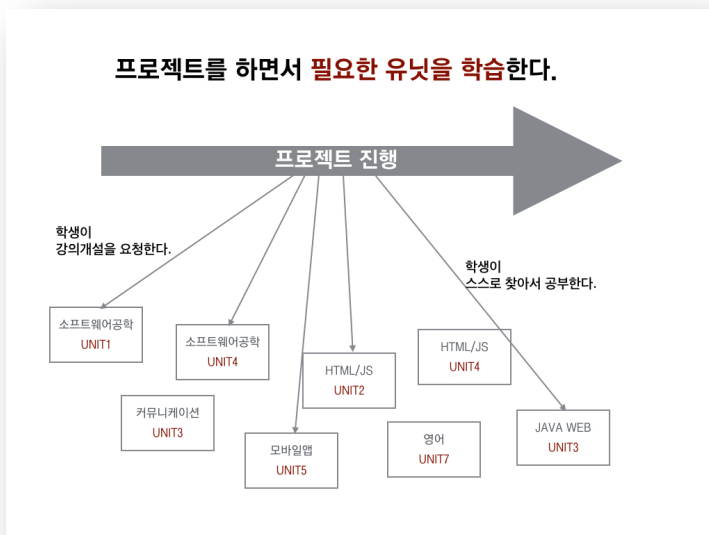 프로젝트를 하면서 필요한 유닛을 학습한다.
프로젝트 진행
학생이
강의개설을 요청한다.
학생이
스스로 찾아서 공부한다.
소프트웨어공학
UNIT1
소프트웨어공학
UNIT4
HTML/JS
UNIT2
HTML/JS
UNIT4
커뮤니케이션
UNIT3
모바일앱
UNIT5
영어
UNIT7
JAVA WEB
UNIT3